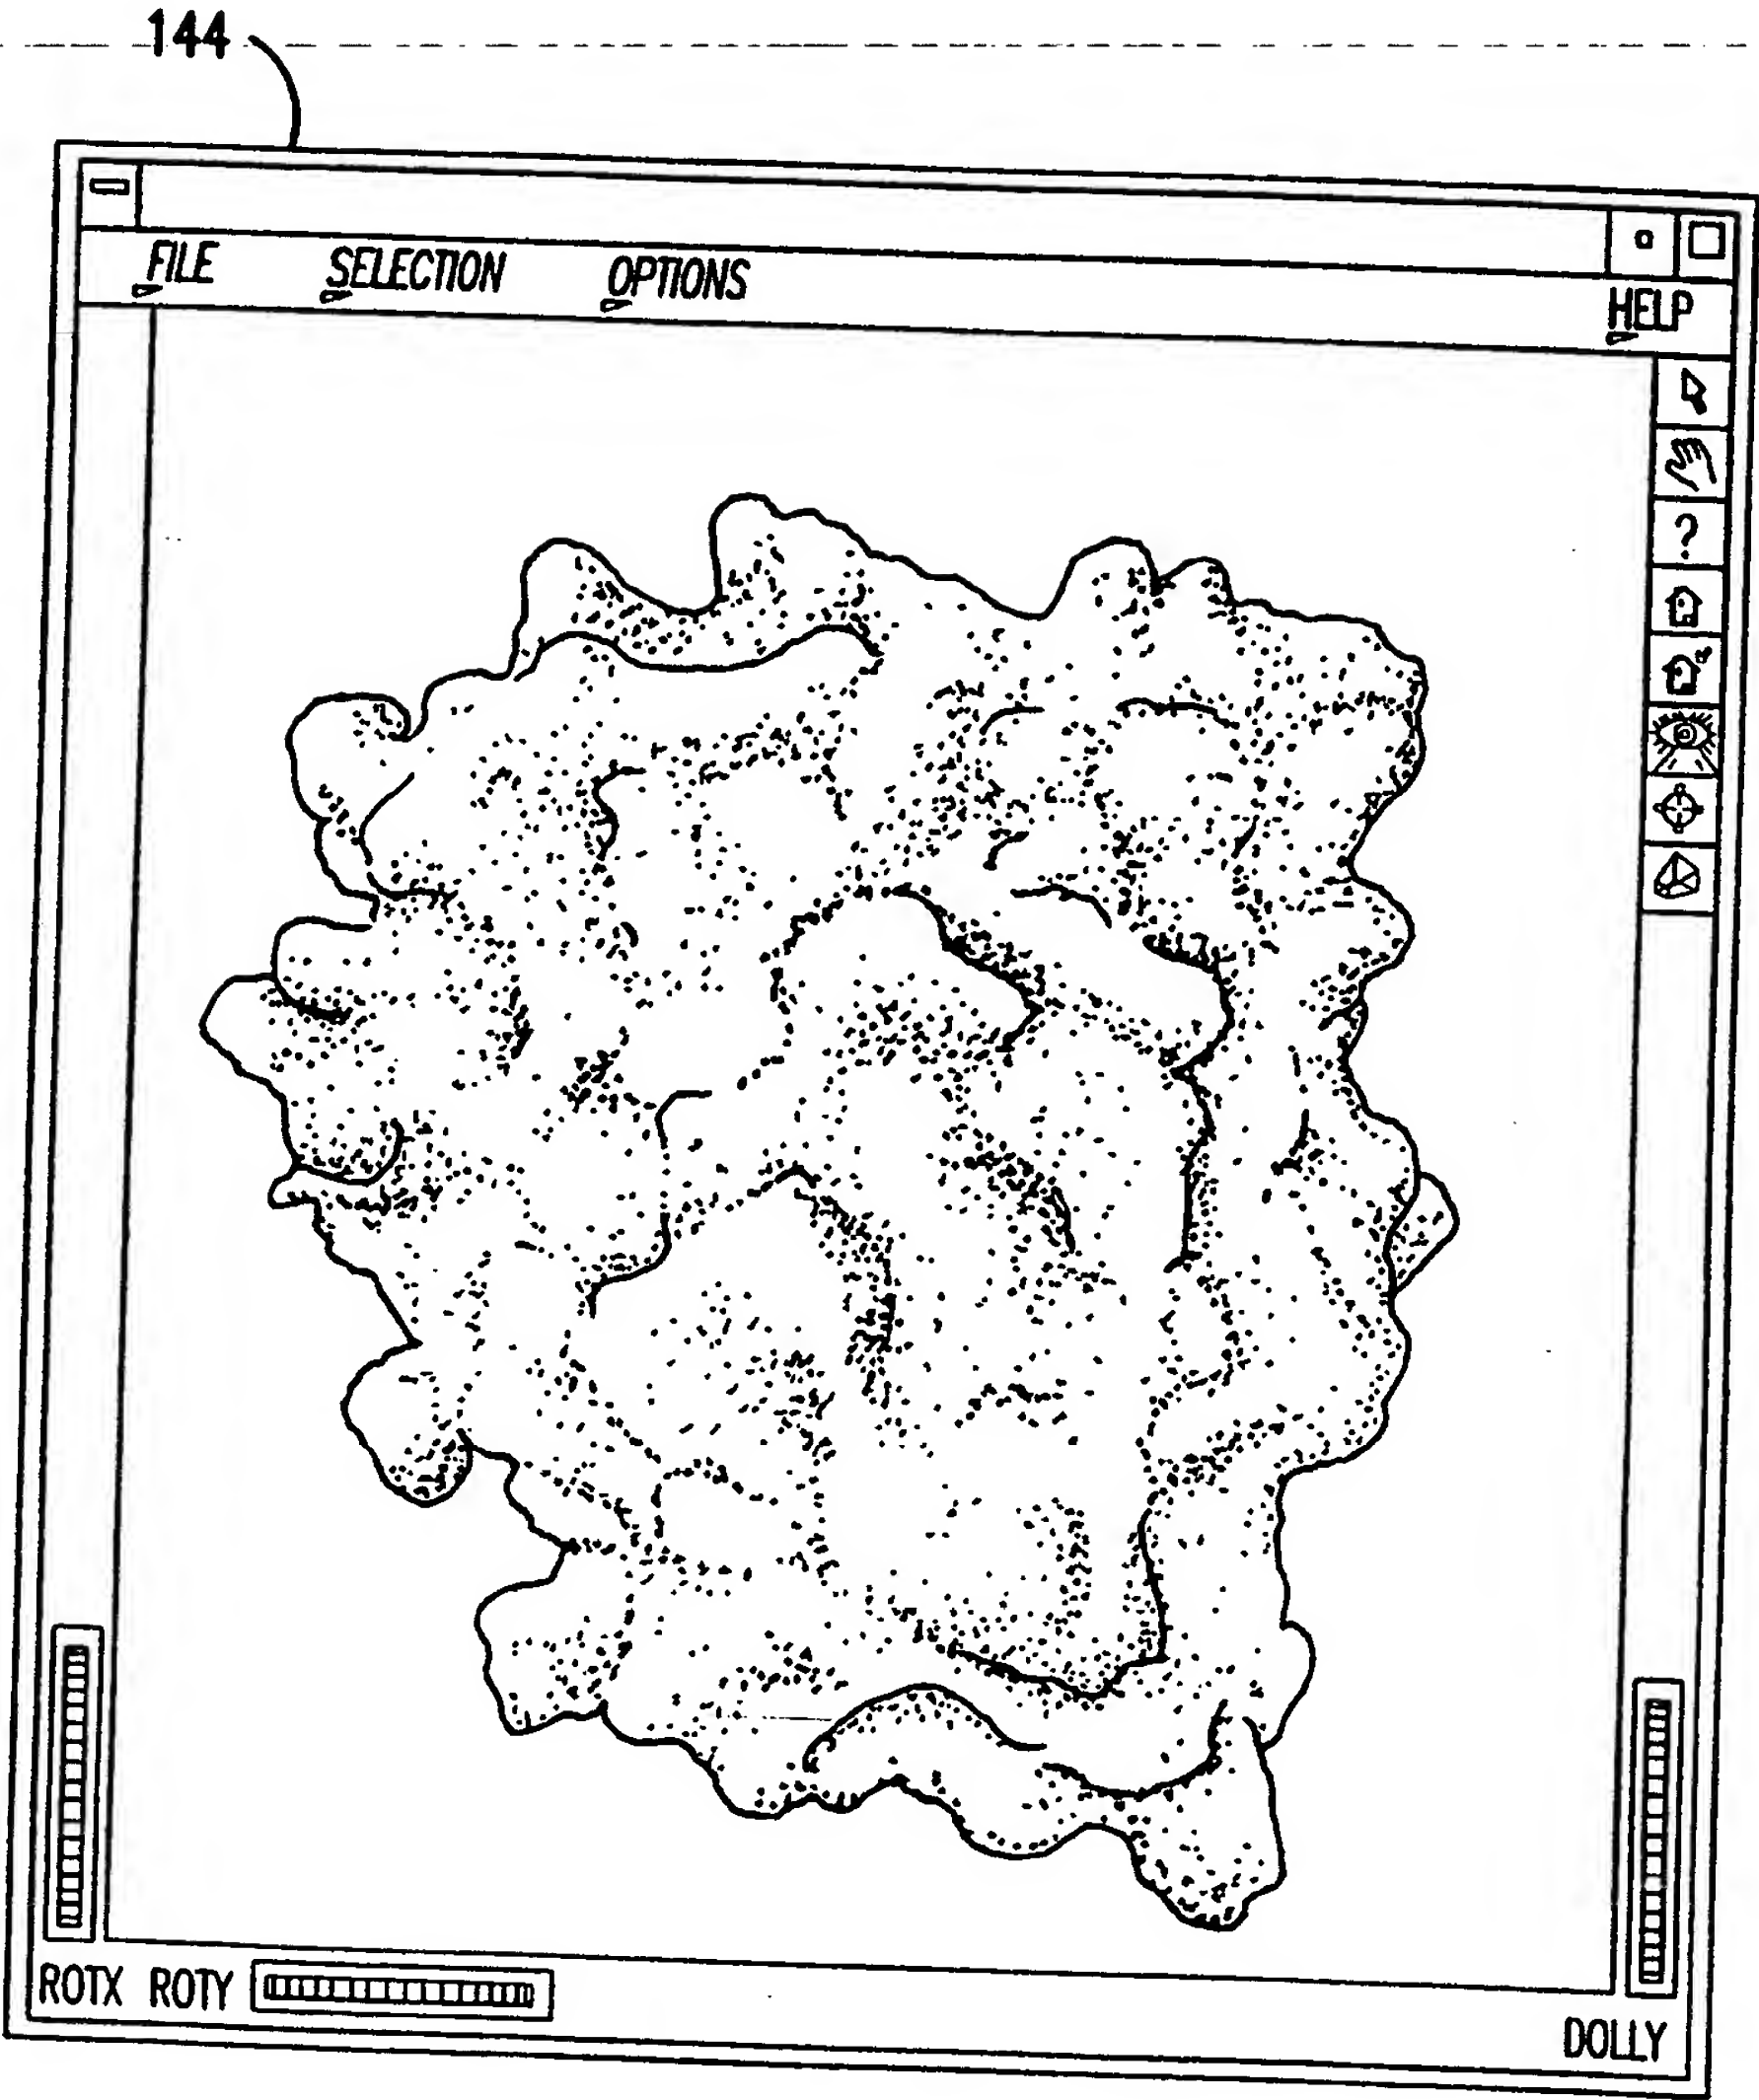 144
FILE SELECTION OPTIONS HELP
?
ROTX ROTY
DOLLY